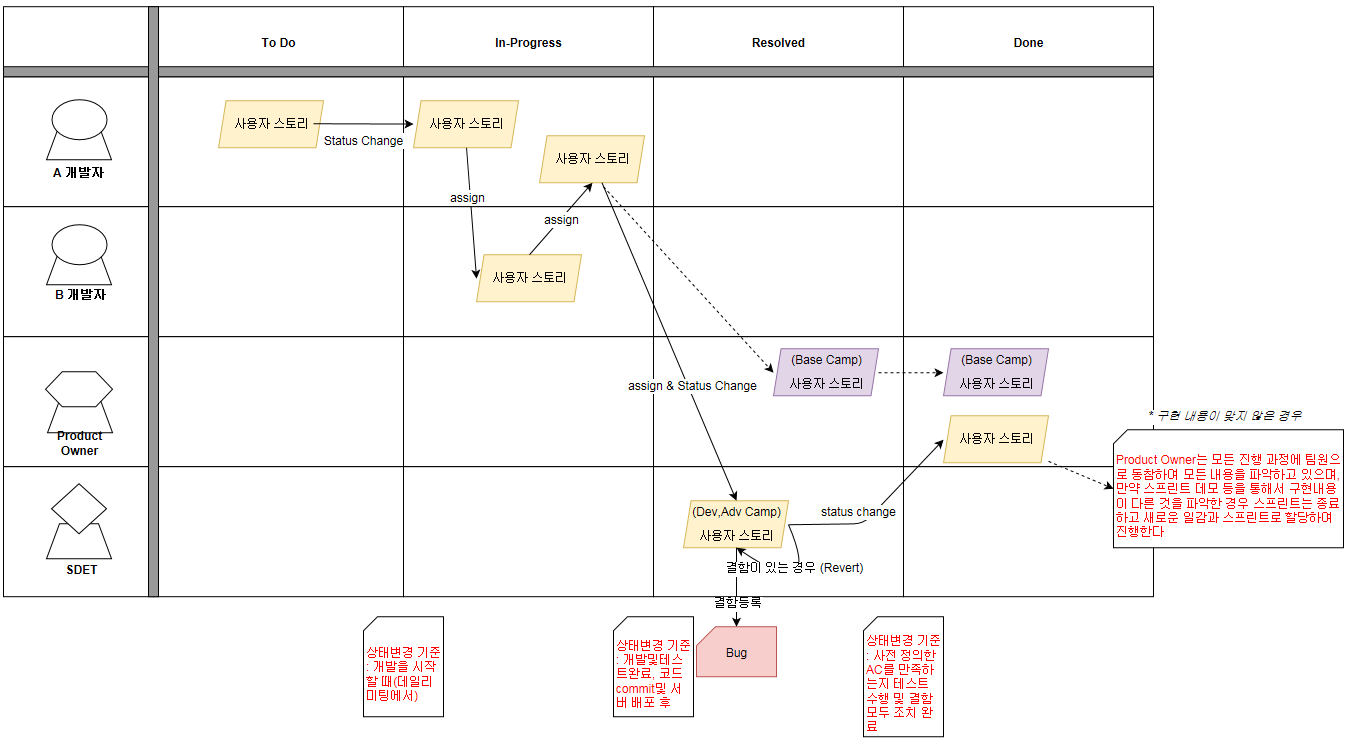 To Do
In-Progress
Resolved
Done
사용자 스토리
Status Change
사용자 스토리
사용자 스토리
A 개발자
assign
assign
사용자 스토리
B 개발자
(Base Camp)
사용자 스토리
(Base Camp)
사용자 스토리
assign & Status Change
* 구현 내용이 맞지 않은 경우
사용자 스토리
Product
Owner
Product Owner는 모든 진행 과정에 팀원으
로 동참하여 모든 내용을 파악하고 있으며,
만약 스프린트 데모 등을 통해서 구현내용
이 다른 것을 파악한 경우 스프린트는 종료
하고 새로운 일감과 스프린트로 할당하여
진행한다
(Dev,Adv Camp)
사용자 스토리
status change
SDET
결함이 있는 경우 (Revert)
결함등록
Bug
상태변경 기준
: 개발을 시작
할 때(데일리
미팅에서)
상태변경 기준
: 개발및테스
트완료, 코드
commit및 서
버 배포 후
상태변경 기준
: 사전 정의한
AC를 만족하
는지 테스트
수행 및 결함
모두 조치 완
료